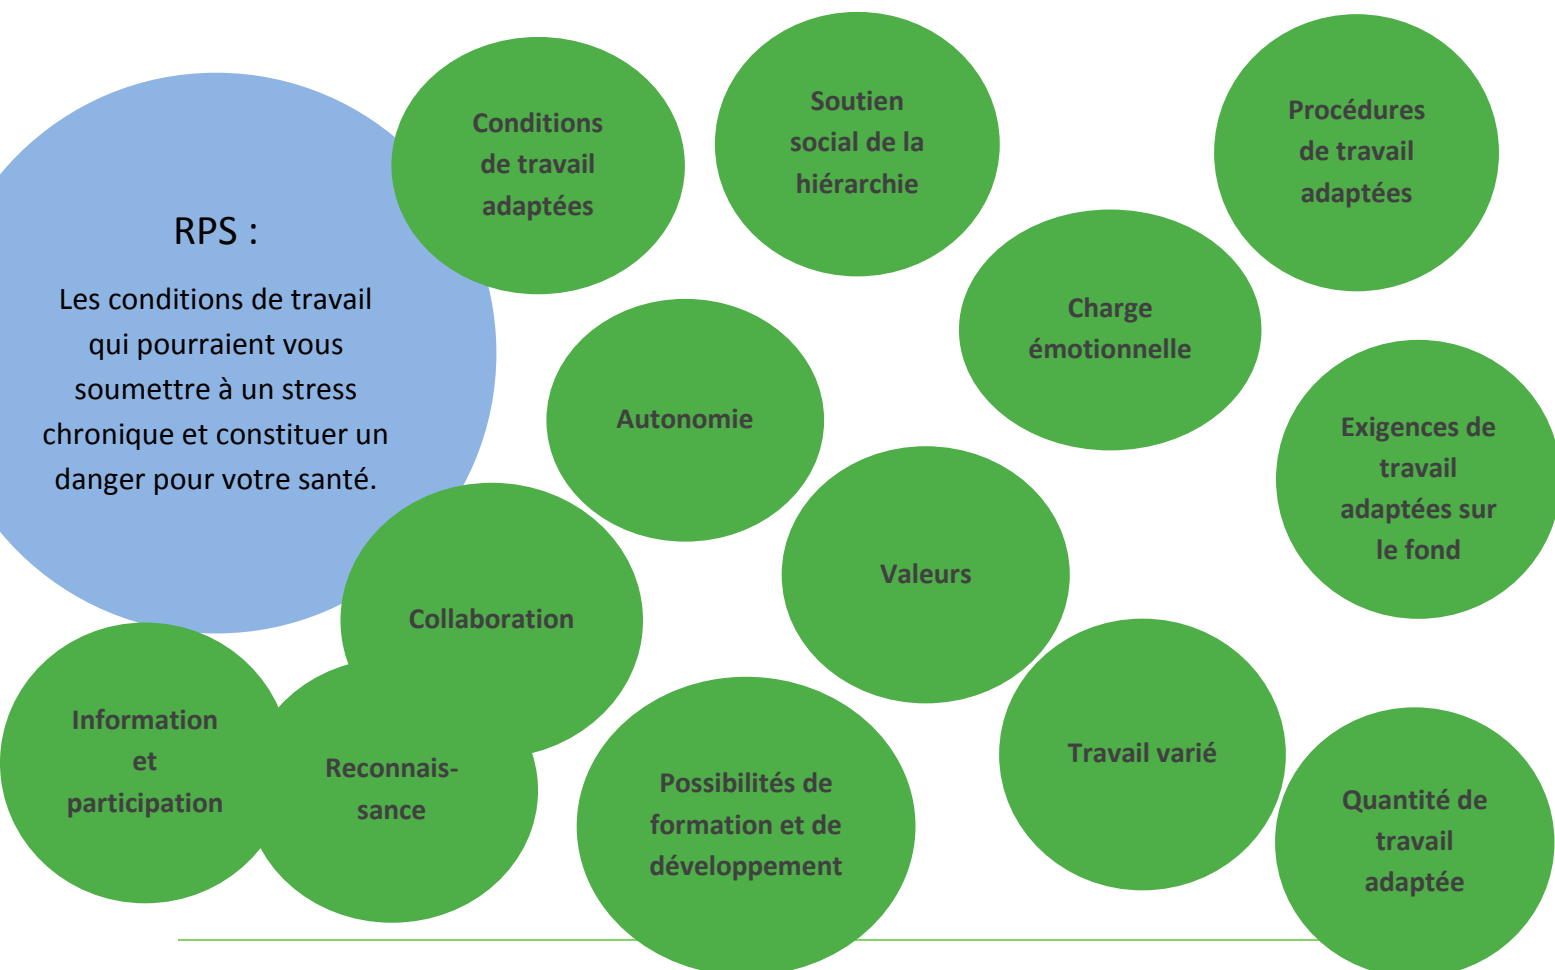 RPS :
Les conditions de travail
qui pourraient vous
soumettre à un stress
chronique et constituer un
danger pour votre santé.
Conditions
de travail
adaptées
Soutien
social de la
hiérarchie
Procédures
de travail
adaptées
Charge
émotionnelle
Autonomie
Exigences de
travail
adaptées sur
le fond
Valeurs
Collaboration
Information
et
participation
Reconnais-
sance
Possibilités de
formation et de
développement
Travail varié
Quantité de
travail
adaptée